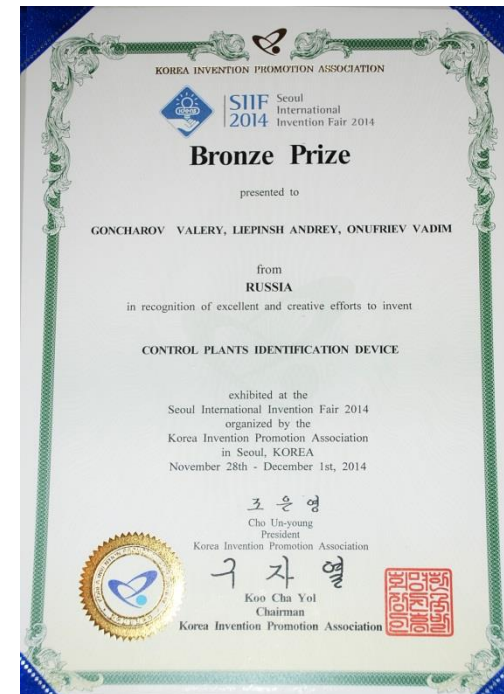 KOREA INVENTION PROMOTION ASSOCIATION
SIIF Seoul
International
2014 Invention Fair 2014
Bronze Prize
presented to
GONCHAROV VALERY, LIEPINSH ANDREY, ONUFRIEV VADIM
from
RUSSIA
in recognition of excellent and creative efforts to invent
CONTROL PLANTS IDENTIFICATION DEVICE
exhibited at the
Seoul International Invention Fair 2014
organized by the
Korea Invention Promotion Association
in Seoul, KOREA
November 28th - December 1st, 2014
조은영
Cho Un-young
President
Korea Invention Promotion Association
구자열
Koo Cha Yol
Chairman
Korea Invention Promotion Association